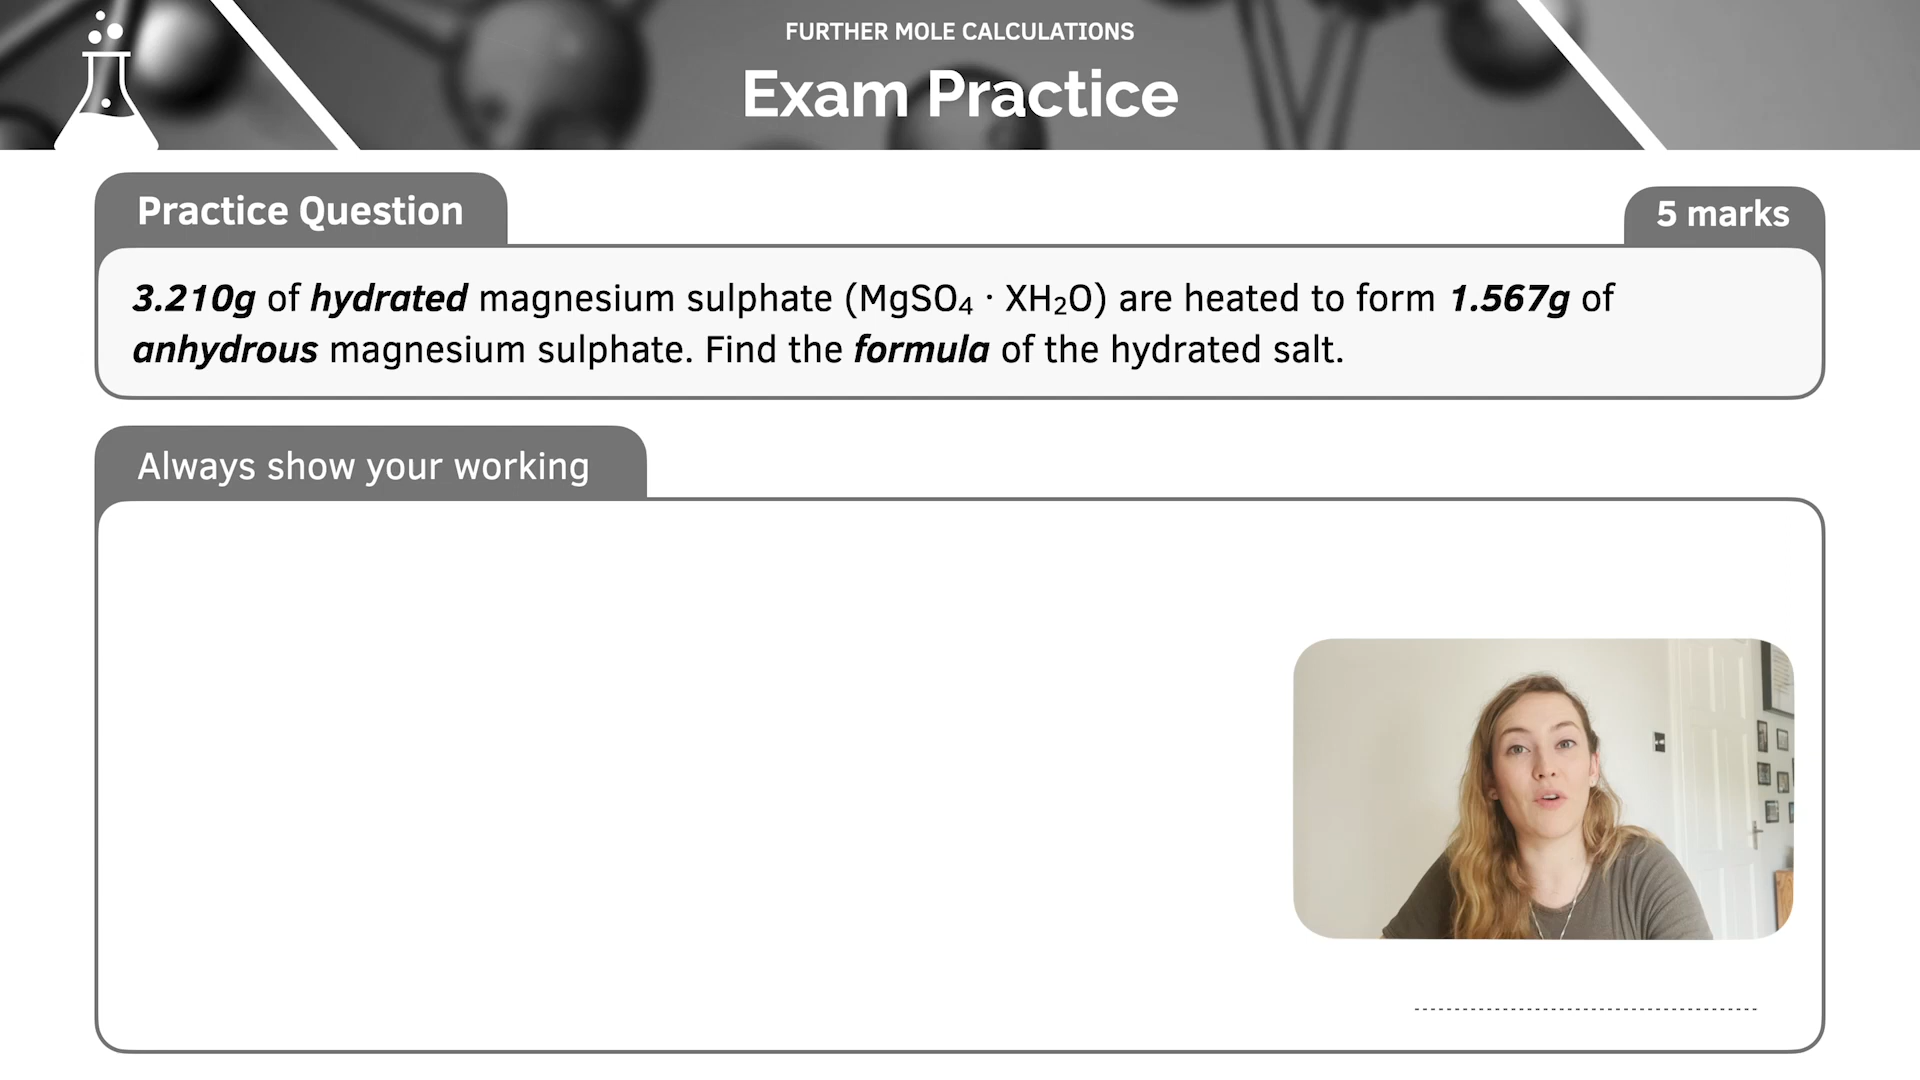 FURTHER MOLE CALCULATIONS
Exam Practice
Practice Question
5 marks
3.210g of hydrated magnesium sulphate (MgSO₄ · XH₂O) are heated to form 1.567g of
anhydrous magnesium sulphate. Find the formula of the hydrated salt.
Always show your working